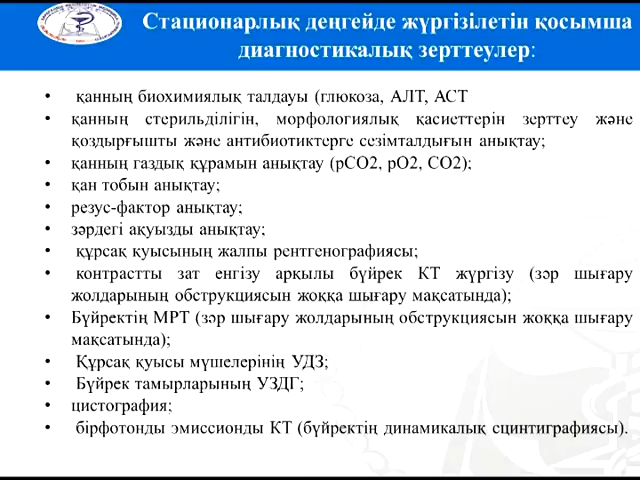 Стационарлық деңгейде жүргізілетін қосымша
диагностикалық зерттеулер:
• қанның биохимиялық талдауы (глюкоза, АЛТ, АСТ
• қанның стерильділігін, морфологиялық қасиеттерін зерттеу және
қоздырғышты және антибиотиктерге сезімталдығын анықтау;
• қанның газдық құрамын анықтау (pCO2, pO2, CO2);
• қан тобын анықтау;
• резус-фактор анықтау;
• зәрдегі ақуызды анықтау;
• құрсақ қуысының жалпы рентгенографиясы;
• контрастты зат енгізу арқылы бүйрек КТ жүргізу (зәр шығару
жолдарының обструкциясын жоққа шығару мақсатында);
• Бүйректің МРТ (зәр шығару жолдарының обструкциясын жоққа шығару
мақсатында);
• Құрсақ қуысы мүшелерінің УДЗ;
• Бүйрек тамырларының УЗДГ;
• цистография;
• бірфотонды эмиссионды КТ (бүйректің динамикалық сцинтиграфиясы).